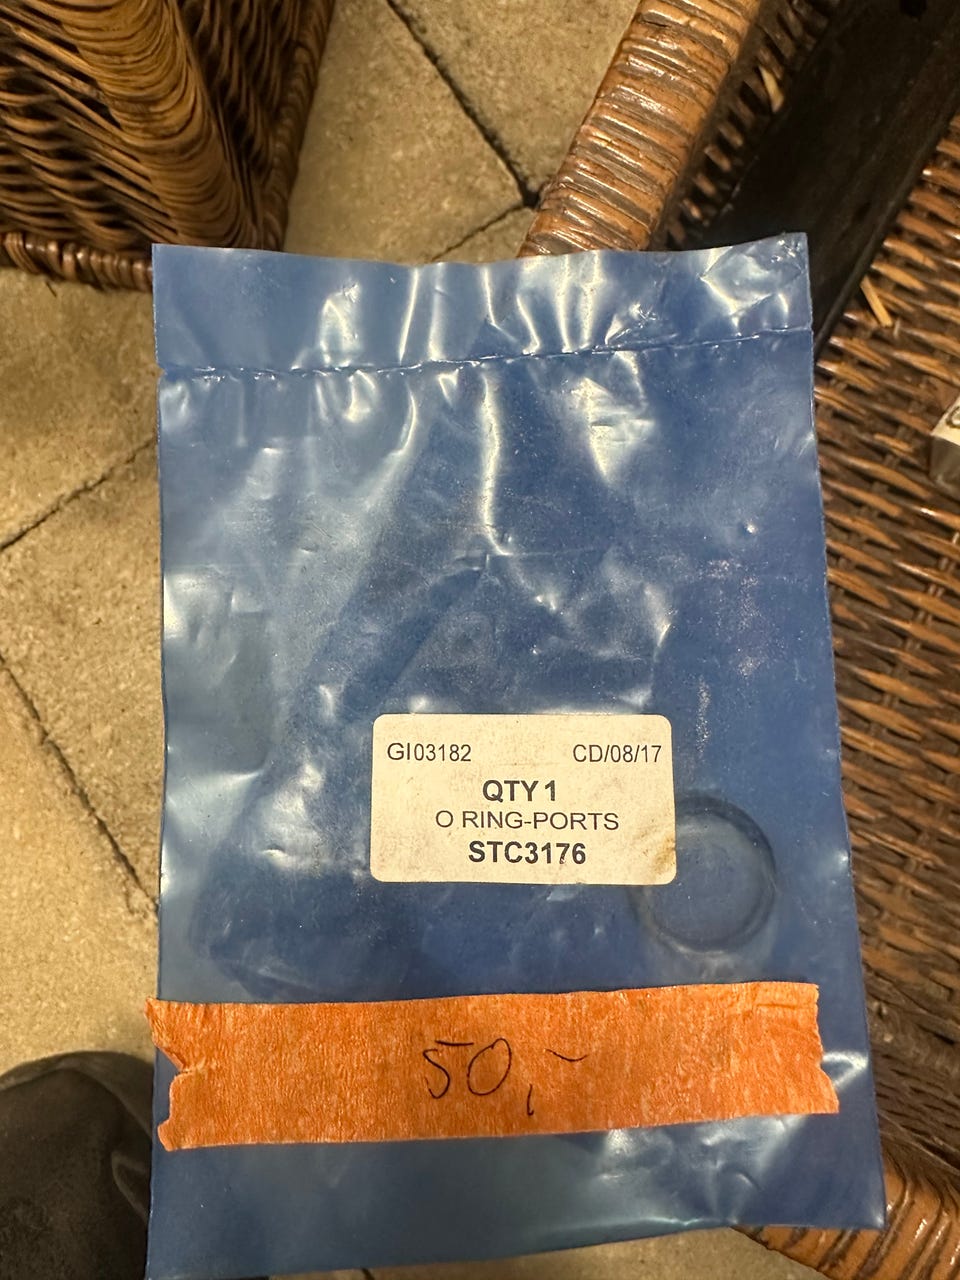 GI03182 CD/08/17
QTY 1
O RING-PORTS
STC3176
50,-